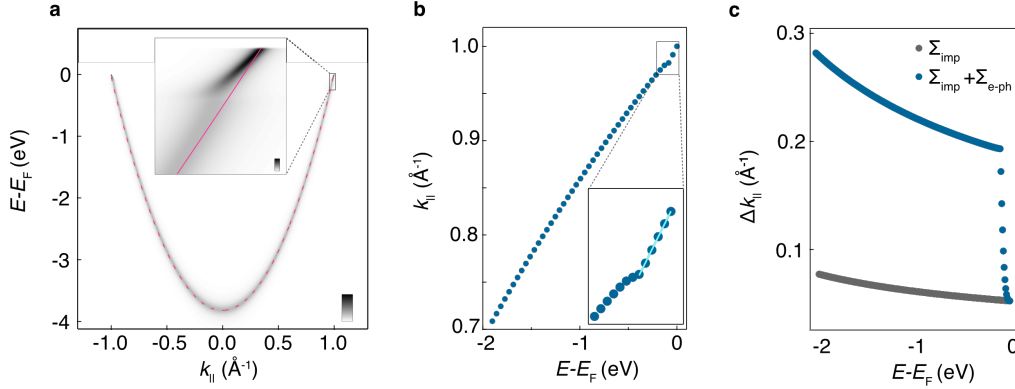 a
E-E_F (eV)
0
-1
-2
-3
-4
-1.0
-0.5
0.0
0.5
1.0
k_|| (Å⁻¹)
b
k_|| (Å⁻¹)
1.0
0.9
0.8
0.7
-2
-1
0
E-E_F (eV)
c
Δk_|| (Å⁻¹)
0.3
0.2
0.1
Σ_imp
Σ_imp + Σ_e-ph
-2
-1
0
E-E_F (eV)